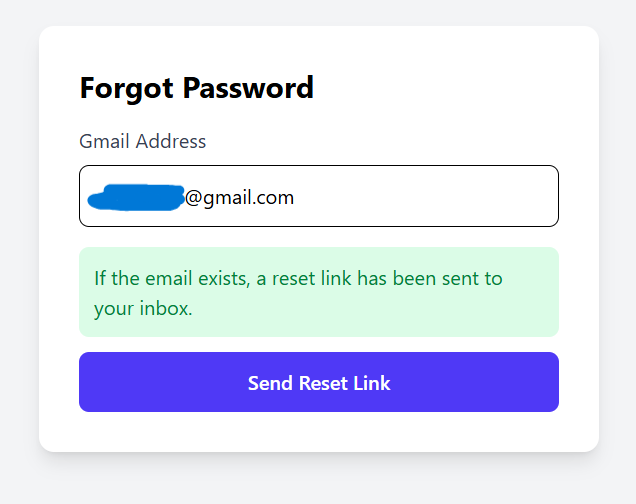 Forgot Password
Gmail Address
@gmail.com
If the email exists, a reset link has been sent to
your inbox.
Send Reset Link